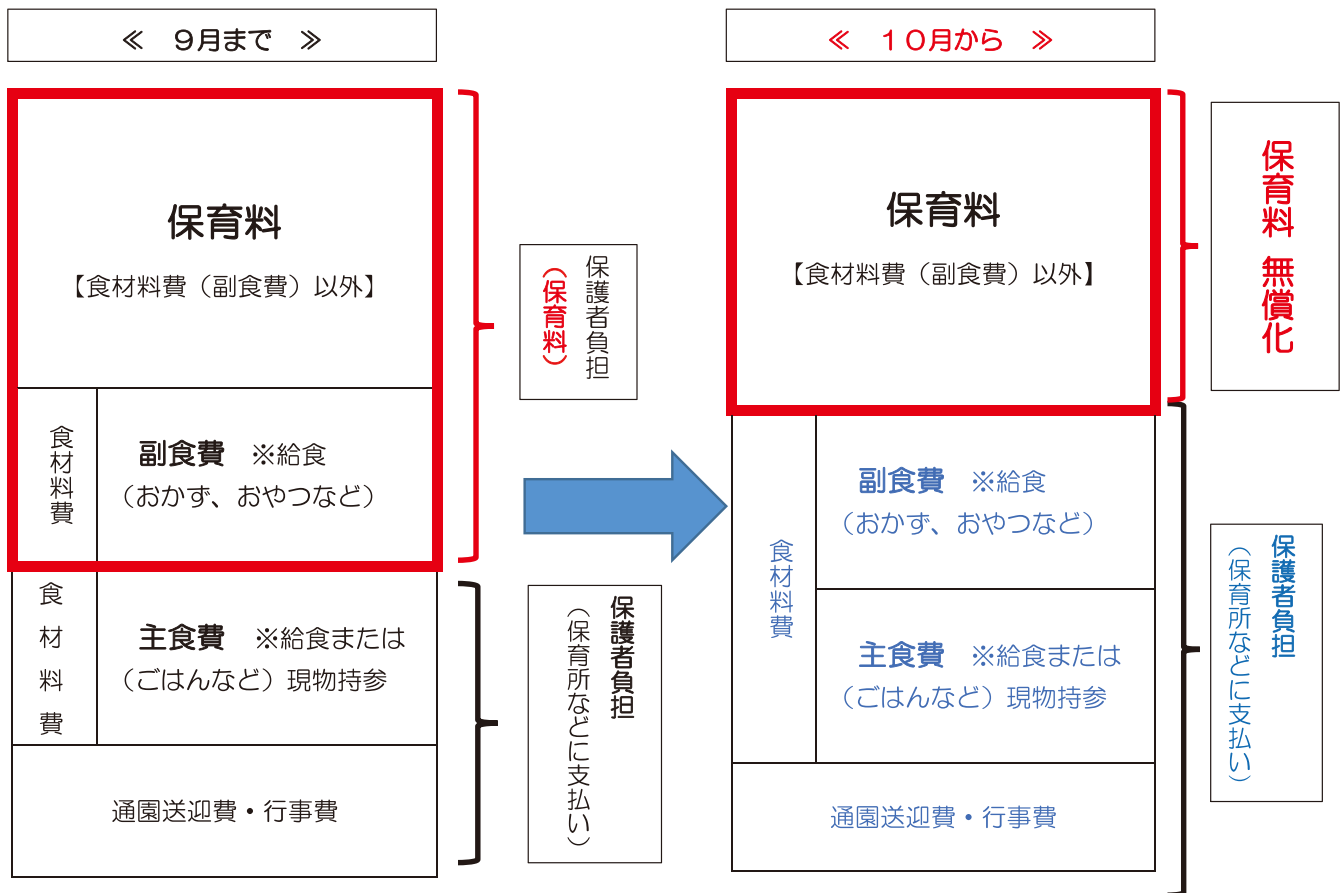 ≪ 9月まで ≫
保育料
【食材料費（副食費）以外】
食材料費
副食費 ※給食
（おかず、おやつなど）
食材料費
主食費 ※給食または
（ごはんなど）現物持参
通園送迎費・行事費
保護者負担
（保育料）
保護者負担
（保育所などに支払い）
≪ 10月から ≫
保育料
【食材料費（副食費）以外】
食材料費
副食費 ※給食
（おかず、おやつなど）
主食費 ※給食または
（ごはんなど）現物持参
通園送迎費・行事費
保育料 無償化
保護者負担
（保育所などに支払い）